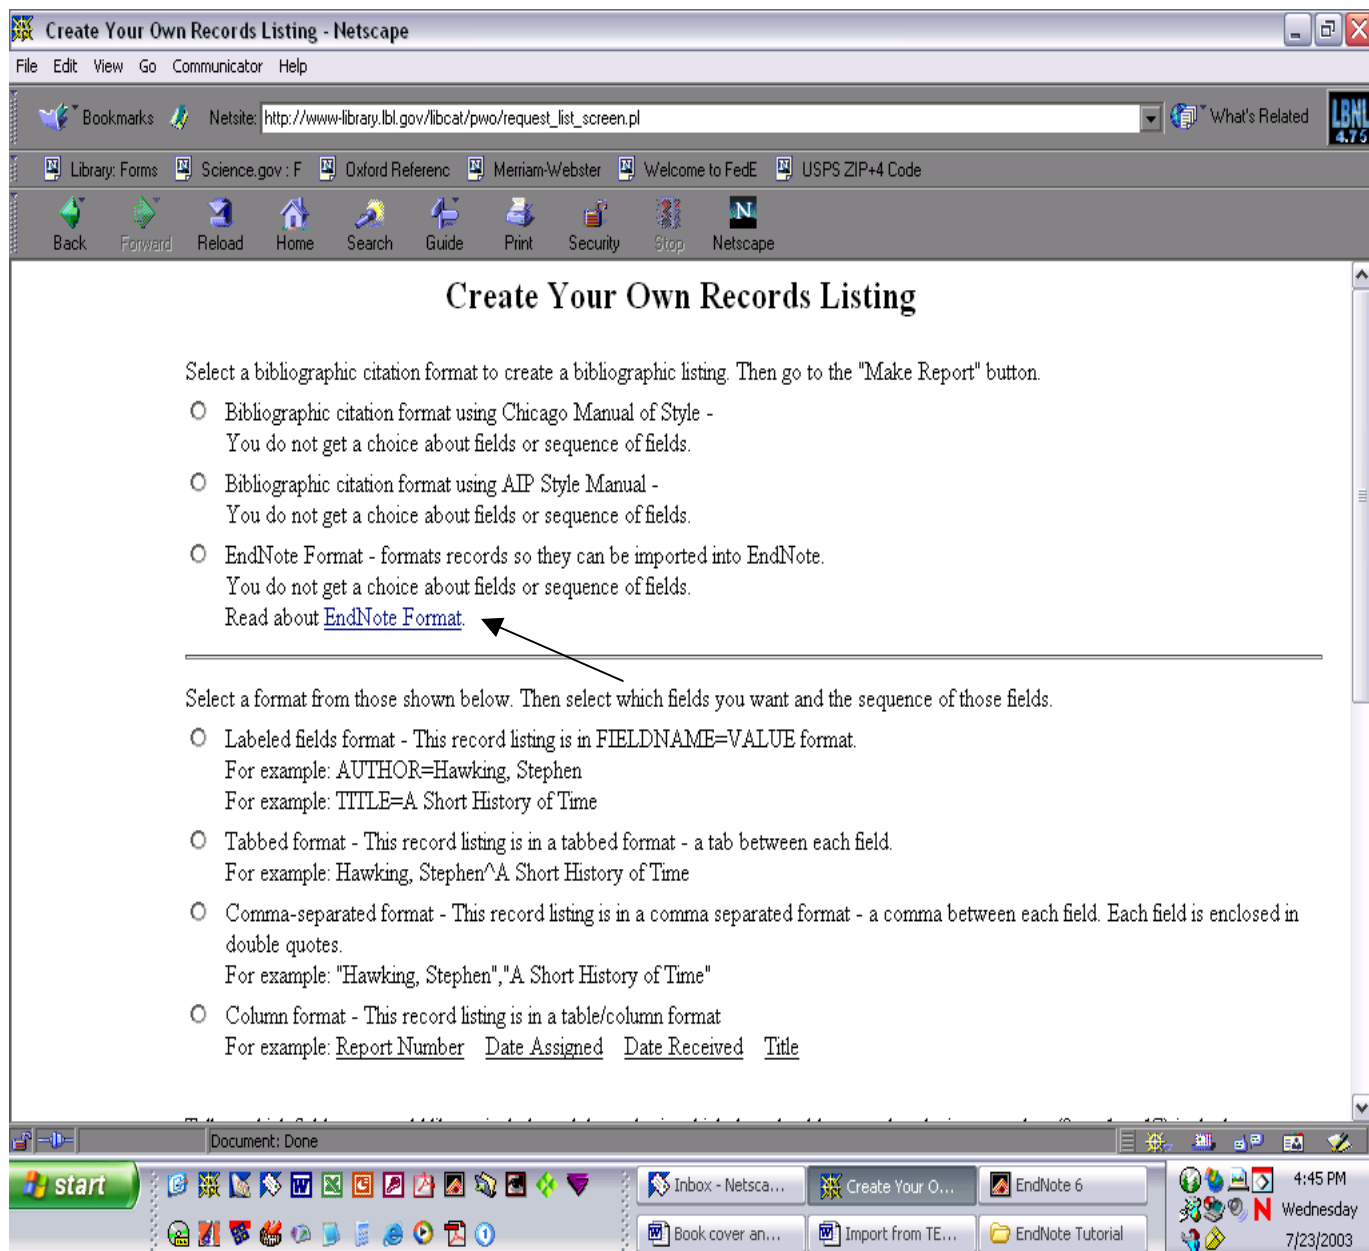 Create Your Own Records Listing - Netscape
File Edit View Go Communicator Help
Bookmarks Netsite: http://www-library.lbl.gov/libcat/pwo/request_list_screen.pl What's Related
LBNL
4.75
Library: Forms Science.gov : F Oxford Referenc Merriam-Webster Welcome to FedE USPS ZIP+4 Code
N
Back Forward Reload Home Search Guide Print Security Stop Netscape
Create Your Own Records Listing
Select a bibliographic citation format to create a bibliographic listing. Then go to the "Make Report" button.
Bibliographic citation format using Chicago Manual of Style -
You do not get a choice about fields or sequence of fields.
Bibliographic citation format using AIP Style Manual -
You do not get a choice about fields or sequence of fields.
EndNote Format - formats records so they can be imported into EndNote.
You do not get a choice about fields or sequence of fields.
Read about EndNote Format.
Select a format from those shown below. Then select which fields you want and the sequence of those fields.
Labeled fields format - This record listing is in FIELDNAME=VALUE format.
For example: AUTHOR=Hawking, Stephen
For example: TITLE=A Short History of Time
Tabbed format - This record listing is in a tabbed format - a tab between each field.
For example: Hawking, Stephen^A Short History of Time
Comma-separated format - This record listing is in a comma separated format - a comma between each field. Each field is enclosed in
double quotes.
For example: "Hawking, Stephen","A Short History of Time"
Column format - This record listing is in a table/column format
For example: Report Number Date Assigned Date Received Title
Document: Done
start Inbox - Netsca... Create Your O... EndNote 6 4:45 PM
Wednesday
Book cover an... Import from TE... EndNote Tutorial 7/23/2003